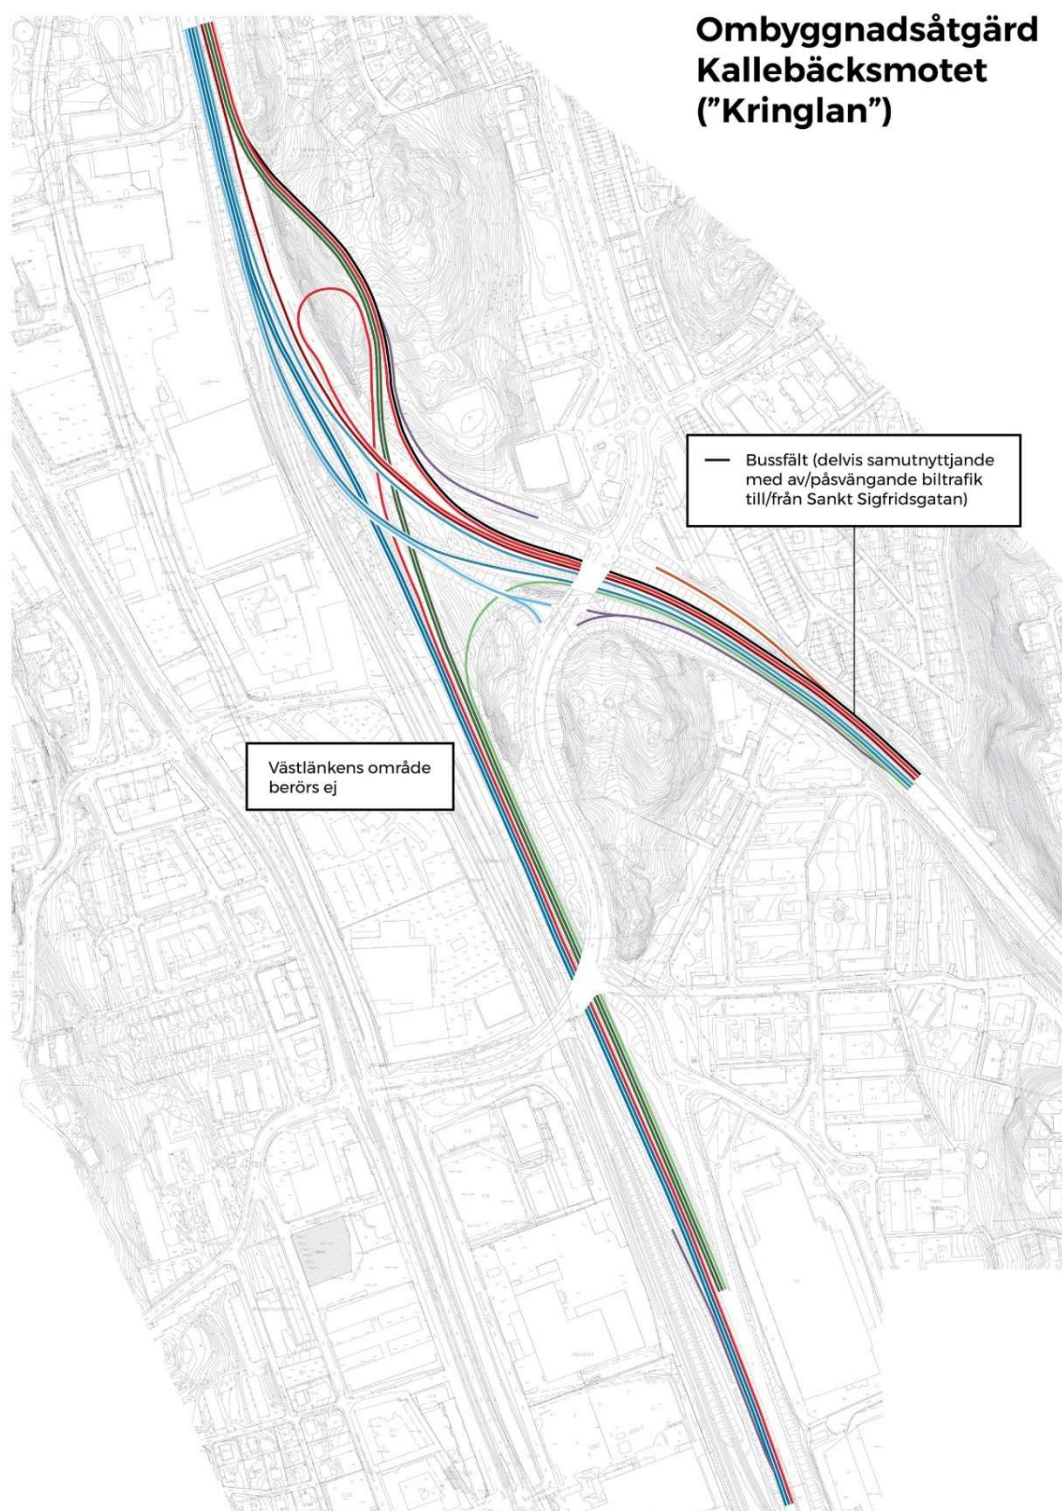 Ombyggnadsåtgärd
Kallebäcksmotet
("Kringlan")
Bussfält (delvis samutnyttjande
med av/påsvängande biltrafik
till/från Sankt Sigfridsgatan)
Västlänkens område
berörs ej